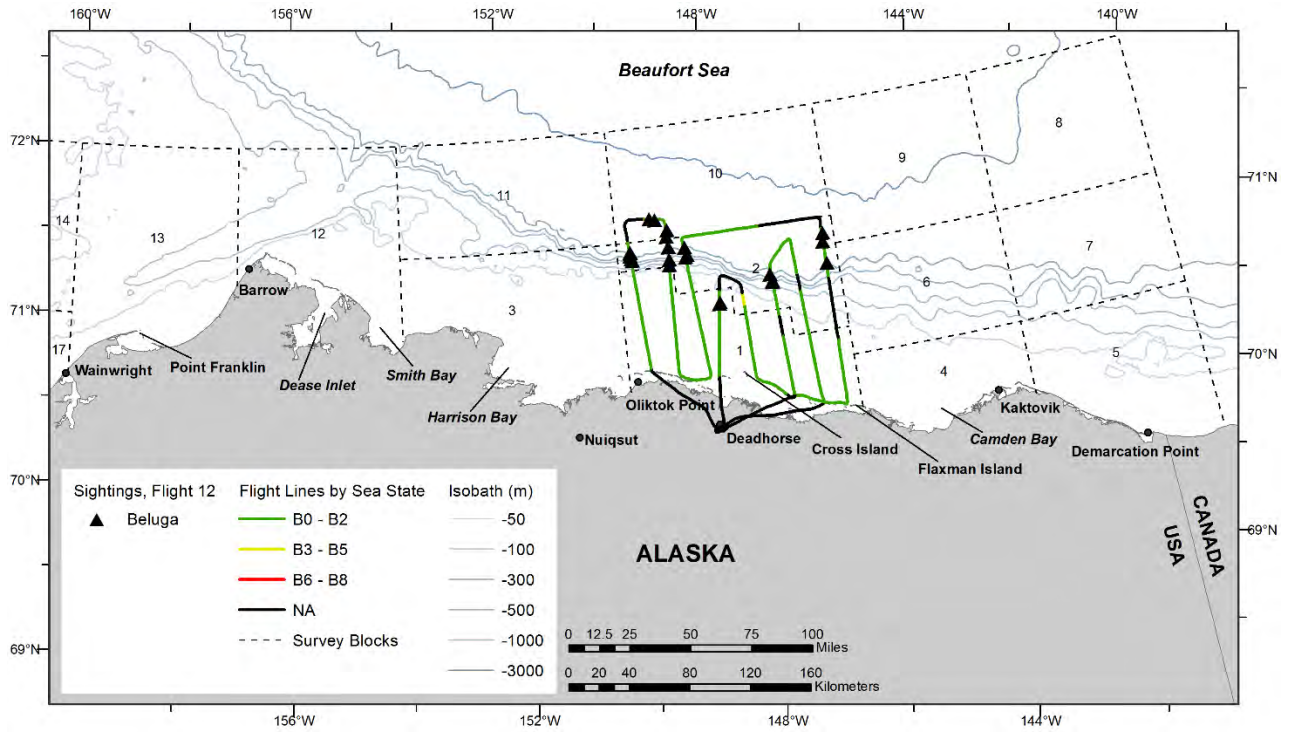 160°W 156°W 152°W 148°W 144°W 140°W
Beaufort Sea
72°N
71°N
70°N
69°N
71°N
70°N
69°N
14
13
12
11
10
9
8
7
6
5
4
3
2
1
17
Barrow
Wainwright
Point Franklin
Dease Inlet
Smith Bay
Harrison Bay
Oliktok Point
Nuiqsut
Deadhorse
Cross Island
Flaxman Island
Camden Bay
Kaktovik
Demarcation Point
CANADA
USA
ALASKA
Sightings, Flight 12
Beluga
Flight Lines by Sea State
B0 - B2
B3 - B5
B6 - B8
NA
Survey Blocks
Isobath (m)
-50
-100
-300
-500
-1000
-3000
0 12.5 25 50 75 100
Miles
0 20 40 80 120 160
Kilometers
156°W 152°W 148°W 144°W